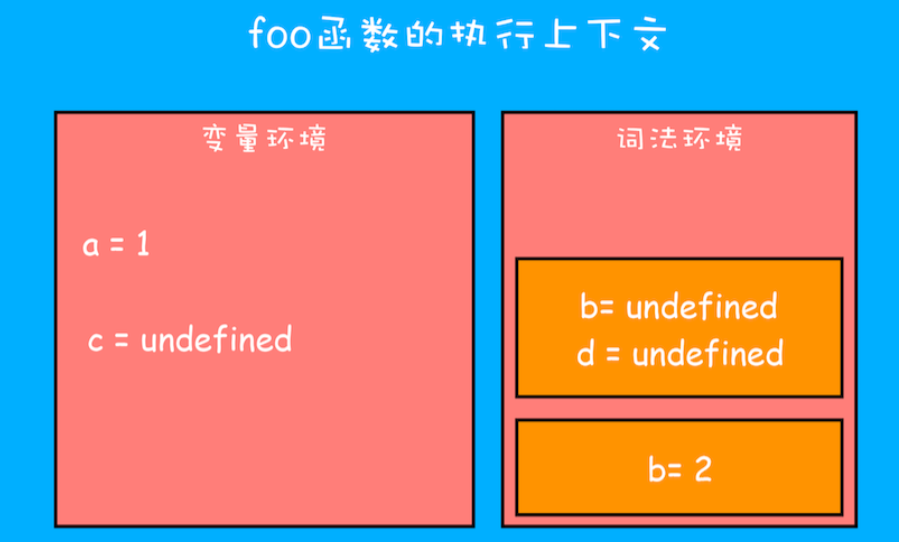 foo函数的执行上下文
变量环境
a = 1
c = undefined
词法环境
b= undefined
d = undefined
b= 2